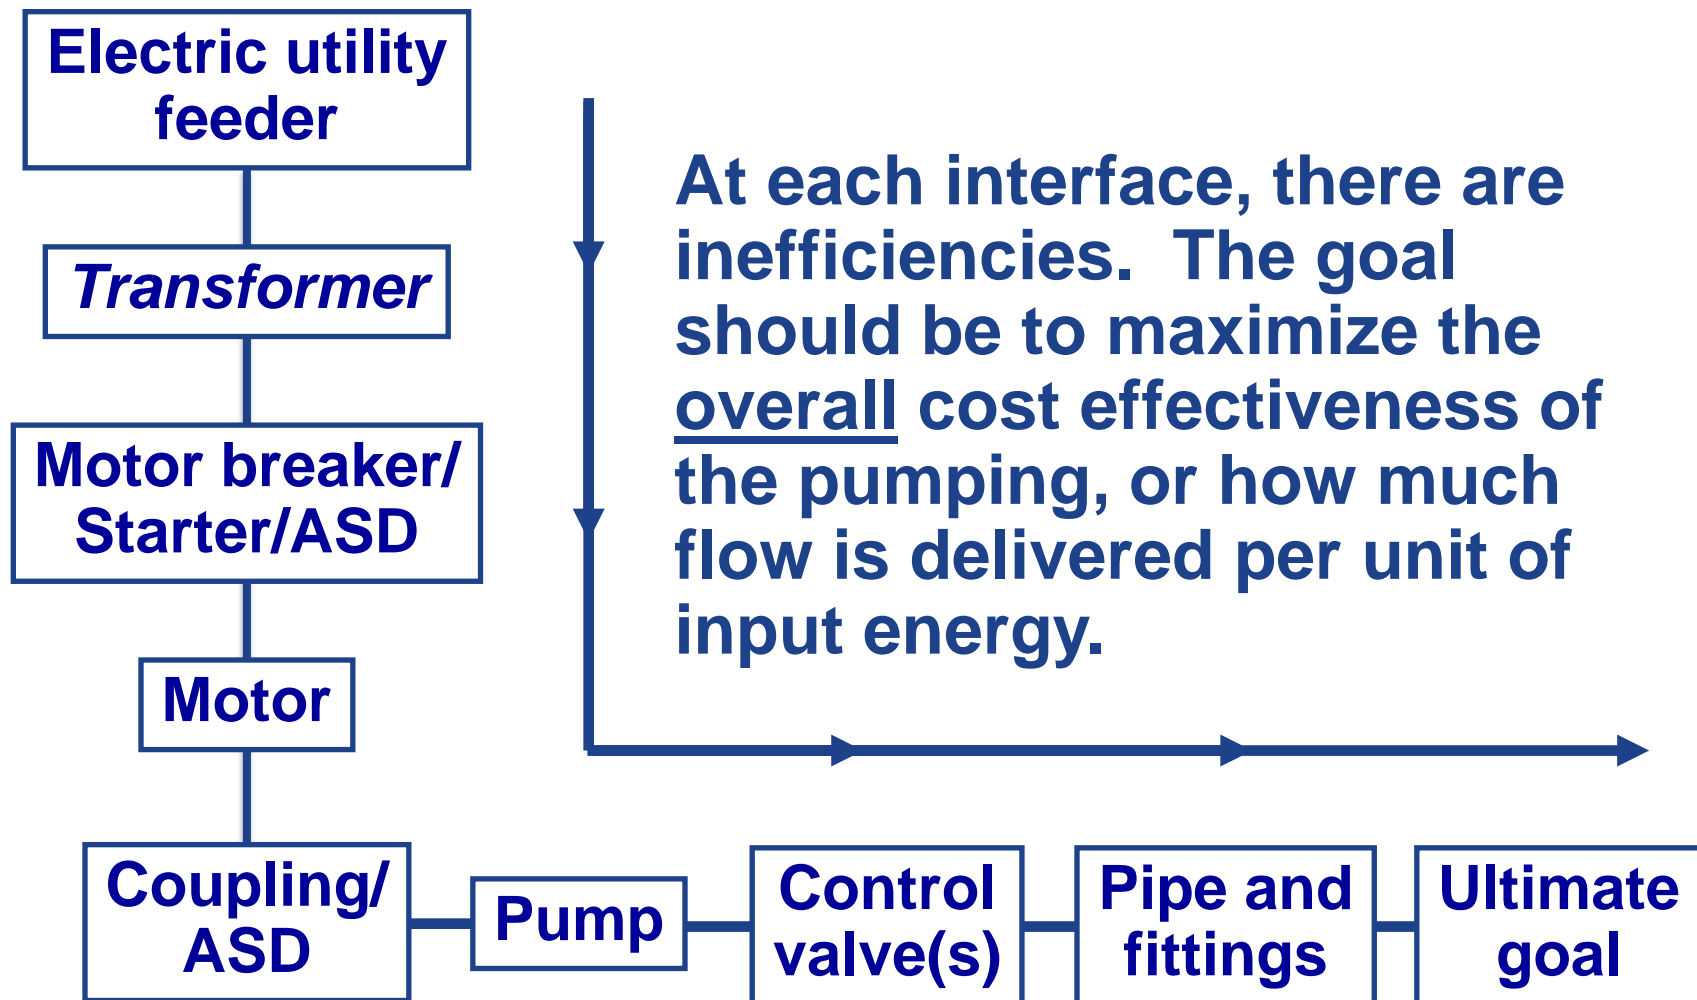 Electric utility
feeder
Transformer
Motor breaker/
Starter/ASD
Motor
Coupling/
ASD
Pump
Control
valve(s)
Pipe and
fittings
Ultimate
goal
At each interface, there are
inefficiencies.  The goal
should be to maximize the
overall cost effectiveness of
the pumping, or how much
flow is delivered per unit of
input energy.